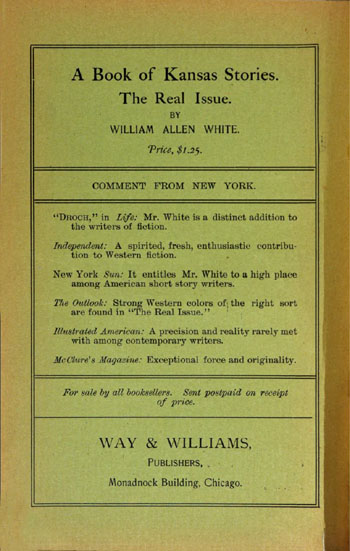 A Book of Kansas Stories.
The Real Issue.
BY
WILLIAM ALLEN WHITE.
Price, $1.25.
COMMENT FROM NEW YORK.
"DROCH," in Life: Mr. White is a distinct addition to
the writers of fiction.
Independent: A spirited, fresh, enthusiastic contribu-
tion to Western fiction.
New York Sun: It entitles Mr. White to a high place
among American short story writers.
The Outlook: Strong Western colors of the right sort
are found in "The Real Issue."
Illustrated American: A precision and reality rarely met
with among contemporary writers.
McClure's Magazine: Exceptional force and originality.
For sale by all booksellers. Sent postpaid on receipt
of price.
WAY & WILLIAMS,
PUBLISHERS,
Monadnock Building, Chicago.